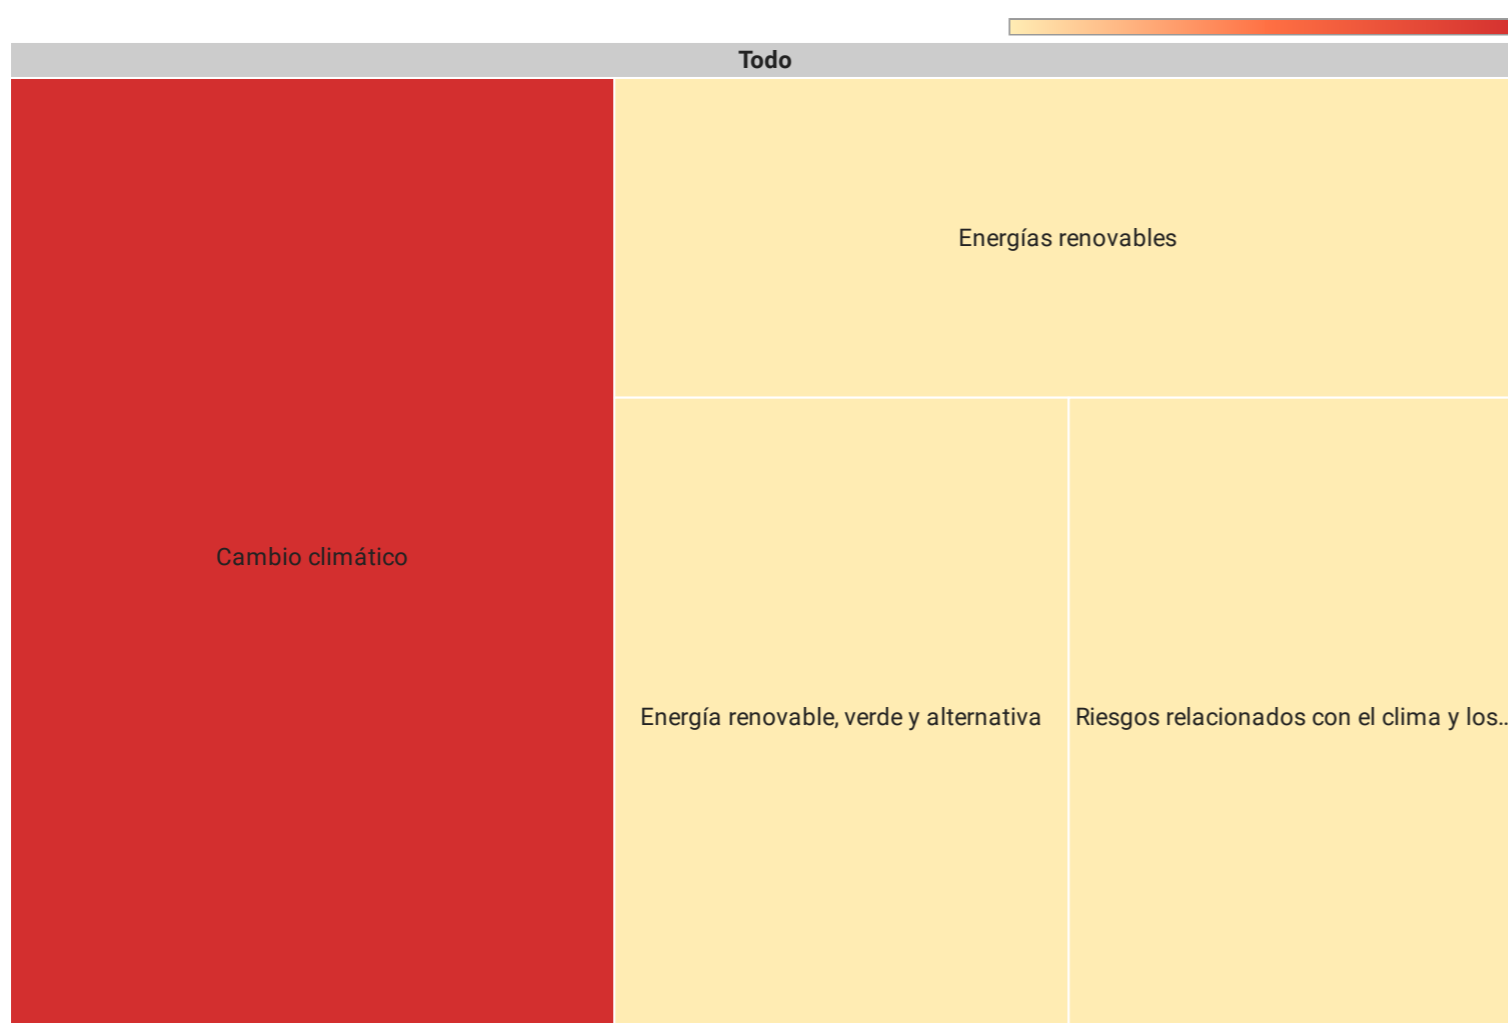 Todo
Energías renovables
Cambio climático
Energía renovable, verde y alternativa
Riesgos relacionados con el clima y los...